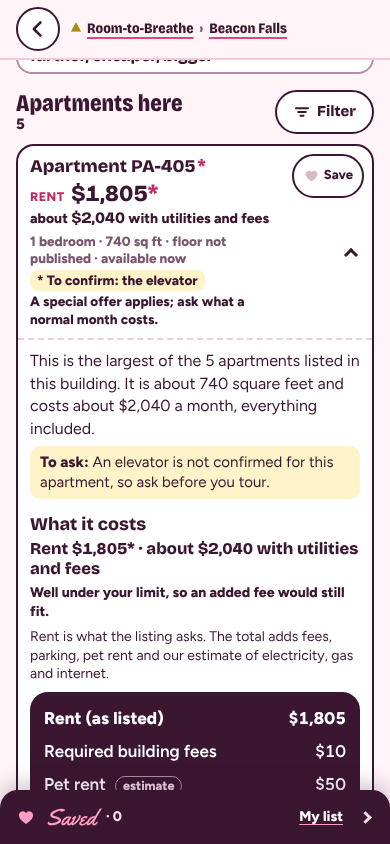 Room-to-Breathe › Beacon Falls
Apartments here
5
Filter
Apartment PA-405*
Save
RENT $1,805*
about $2,040 with utilities and fees
1 bedroom · 740 sq ft · floor not
published · available now
* To confirm: the elevator
A special offer applies; ask what a
normal month costs.
This is the largest of the 5 apartments listed in
this building. It is about 740 square feet and
costs about $2,040 a month, everything
included.
To ask: An elevator is not confirmed for this
apartment, so ask before you tour.
What it costs
Rent $1,805* · about $2,040 with utilities
and fees
Well under your limit, so an added fee would still
fit.
Rent is what the listing asks. The total adds fees,
parking, pet rent and our estimate of electricity, gas
and internet.
Rent (as listed) $1,805
Required building fees $10
Pet rent estimate $50
Saved · 0
My list